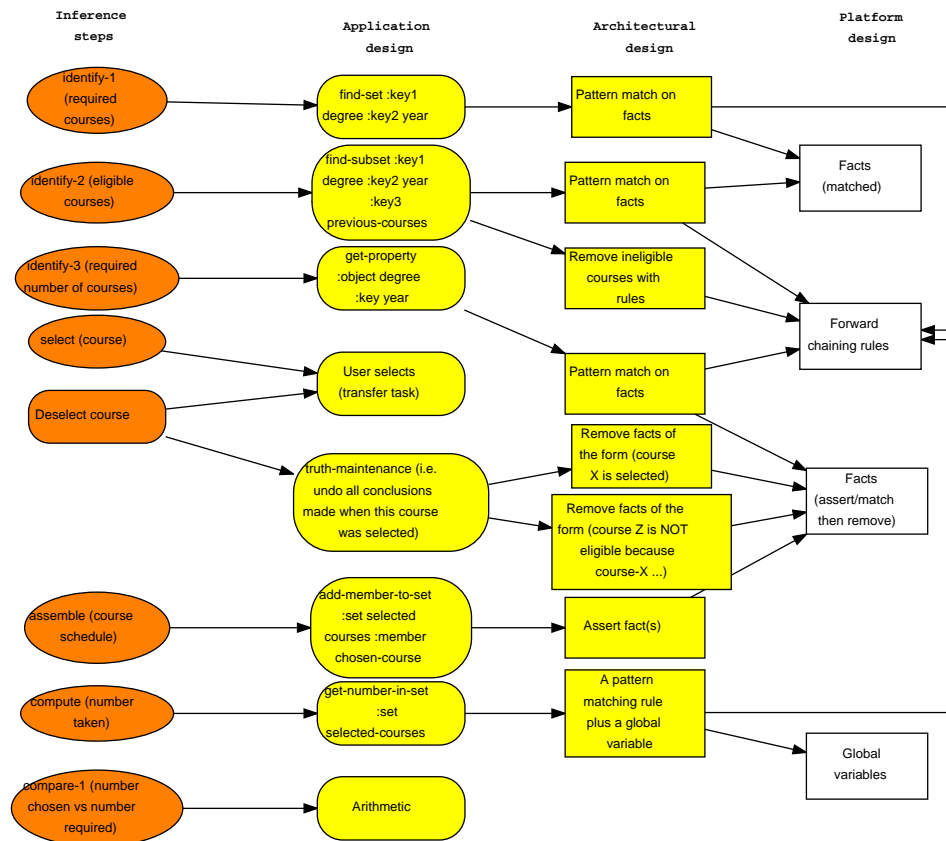 Inference
steps
Application
design
Architectural
design
Platform
design
identify-1
(required
courses)
find-set :key1
degree :key2 year
Pattern match on
facts
Facts
(matched)
identify-2 (eligible
courses)
find-subset :key1
degree :key2 year
:key3
previous-courses
Pattern match on
facts
Remove ineligible
courses with
rules
identify-3 (required
number of courses)
get-property
:object degree
:key year
Forward
chaining rules
select (course)
User selects
(transfer task)
Pattern match on
facts
Deselect course
truth-maintenance (i.e.
undo all conclusions
made when this course
was selected)
Remove facts of
the form (course
X is selected)
Facts
(assert/match
then remove)
Remove facts of the
form (course Z is NOT
eligible because
course-X ...)
assemble (course
schedule)
add-member-to-set
:set selected
courses :member
chosen-course
Assert fact(s)
compute (number
taken)
get-number-in-set
:set
selected-courses
A pattern
matching rule
plus a global
variable
Global
variables
compare-1 (number
chosen vs number
required)
Arithmetic